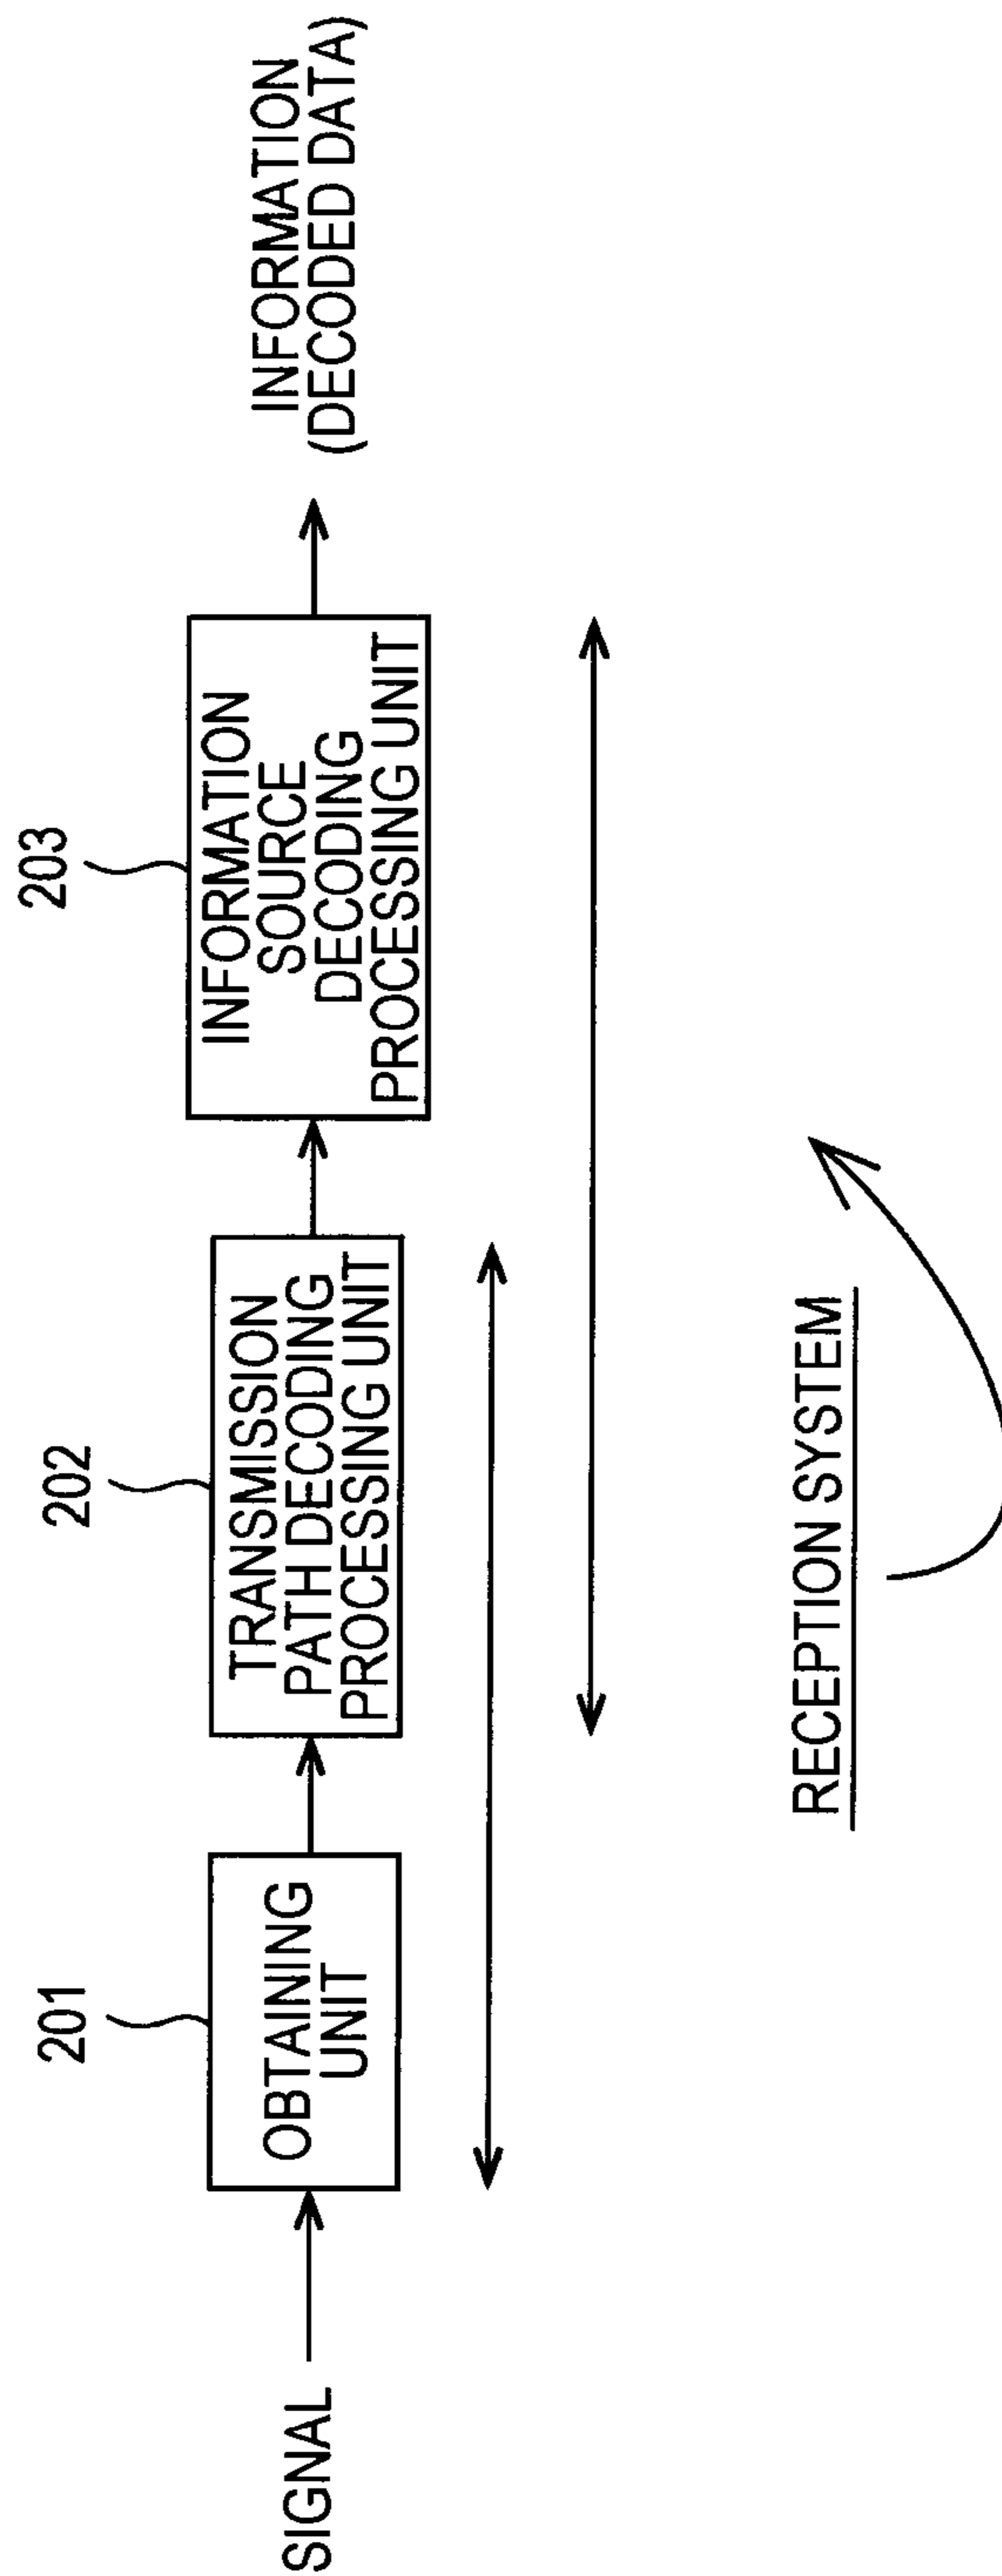 SIGNAL
201
OBTAINING
UNIT
202
TRANSMISSION
PATH DECODING
PROCESSING UNIT
203
INFORMATION
SOURCE
DECODING
PROCESSING UNIT
INFORMATION
(DECODED DATA)
RECEPTION SYSTEM